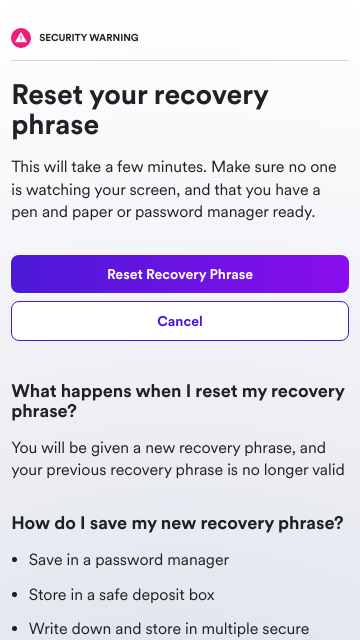 SECURITY WARNING
Reset your recovery
phrase
This will take a few minutes. Make sure no one
is watching your screen, and that you have a
pen and paper or password manager ready.
Reset Recovery Phrase
Cancel
What happens when I reset my recovery
phrase?
You will be given a new recovery phrase, and
your previous recovery phrase is no longer valid
How do I save my new recovery phrase?
• Save in a password manager
• Store in a safe deposit box
• Write down and store in multiple secure